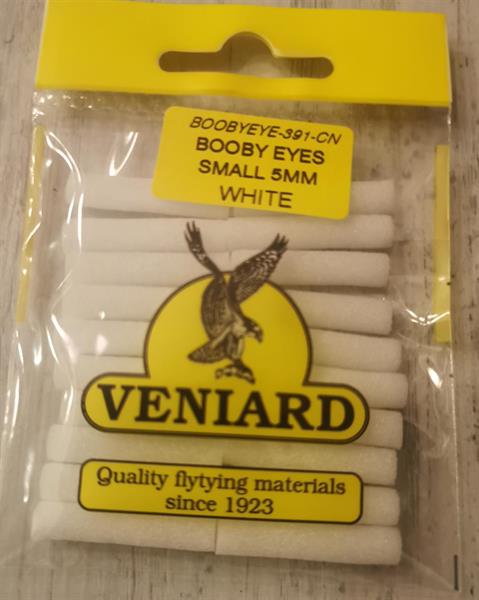 BOOBYEYE-391-CN
BOOBY EYES
SMALL 5MM
WHITE
VENIARD
Quality flytying materials
since 1923